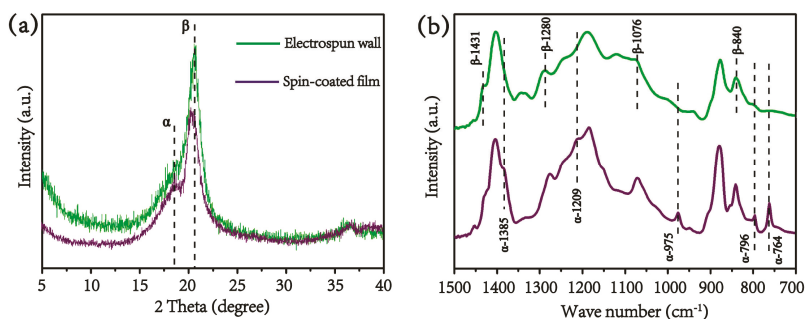 (a)
Intensity (a.u.)
α
β
Electrospun wall
Spin-coated film
5 10 15 20 25 30 35 40
2 Theta (degree)
(b)
Intensity (a.u.)
β-1431
β-1280
β-1076
β-840
α-1385
α-1209
α-975
α-796
α-764
1500 1400 1300 1200 1100 1000 900 800 700
Wave number (cm⁻¹)